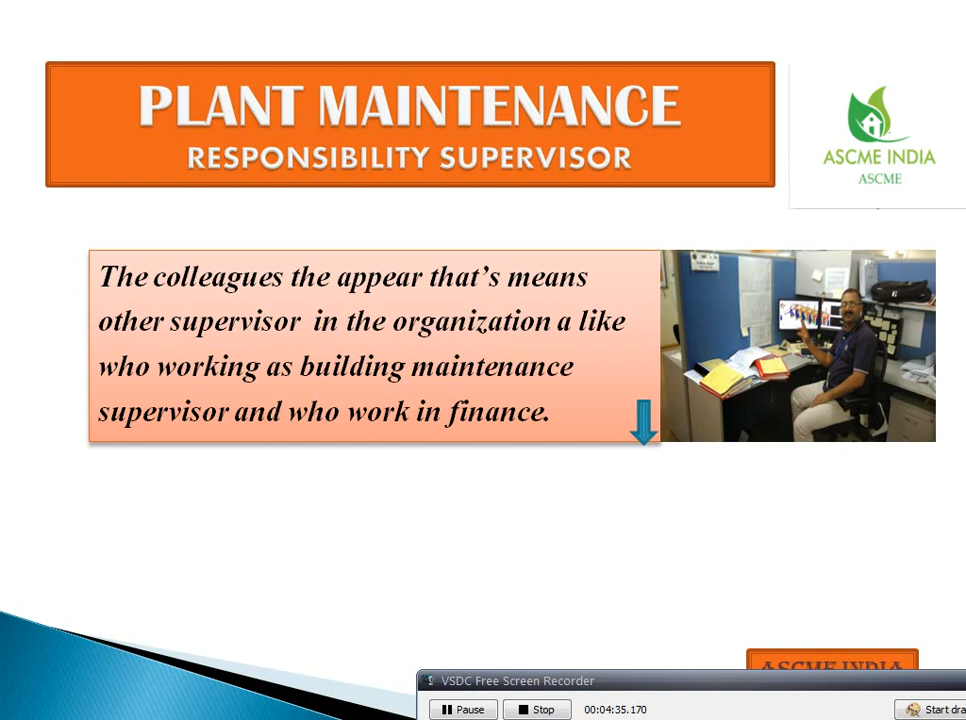 PLANT MAINTENANCE
RESPONSIBILITY SUPERVISOR
ASCME INDIA
ASCME
The colleagues the appear that’s means
other supervisor in the organization a like
who working as building maintenance
supervisor and who work in finance.
ASCME INDIA
VSDC Free Screen Recorder
Pause
Stop
00:04:35.170
Start dra